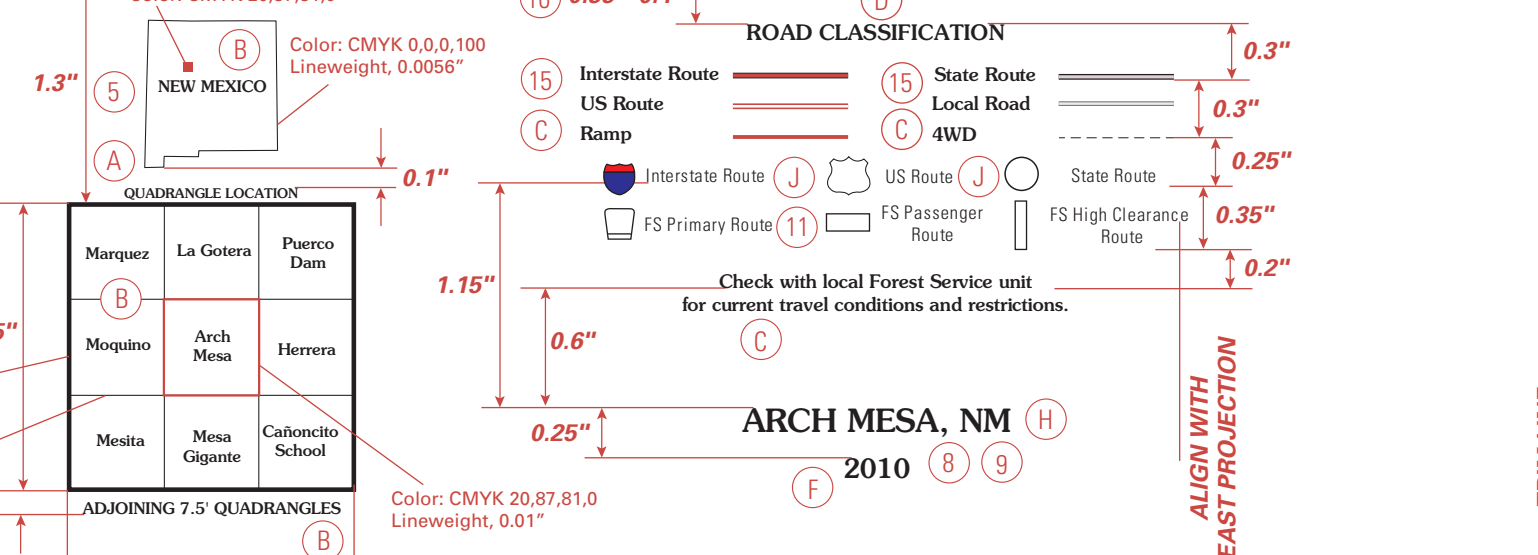 B
Color: CMYK 0,0,0,100
Lineweight, 0.0056”
1.3"
5
NEW MEXICO
A
0.1"
QUADRANGLE LOCATION
Marquez
La Gotera
Puerco
Dam
B
Moquino
Arch
Mesa
Herrera
Mesita
Mesa
Gigante
Cañoncito
School
ADJOINING 7.5' QUADRANGLES
B
Color: CMYK 20,87,81,0
Lineweight, 0.01”
D
ROAD CLASSIFICATION
0.3"
15
Interstate Route
15
State Route
US Route
Local Road
0.3"
C
Ramp
C
4WD
0.25"
Interstate Route
J
US Route
J
State Route
0.35"
FS Primary Route
11
FS Passenger
Route
FS High Clearance
Route
0.2"
1.15"
Check with local Forest Service unit
for current travel conditions and restrictions.
C
0.6"
ARCH MESA, NM
H
0.25"
2010
8
9
F
ALIGN WITH
EAST PROJECTION